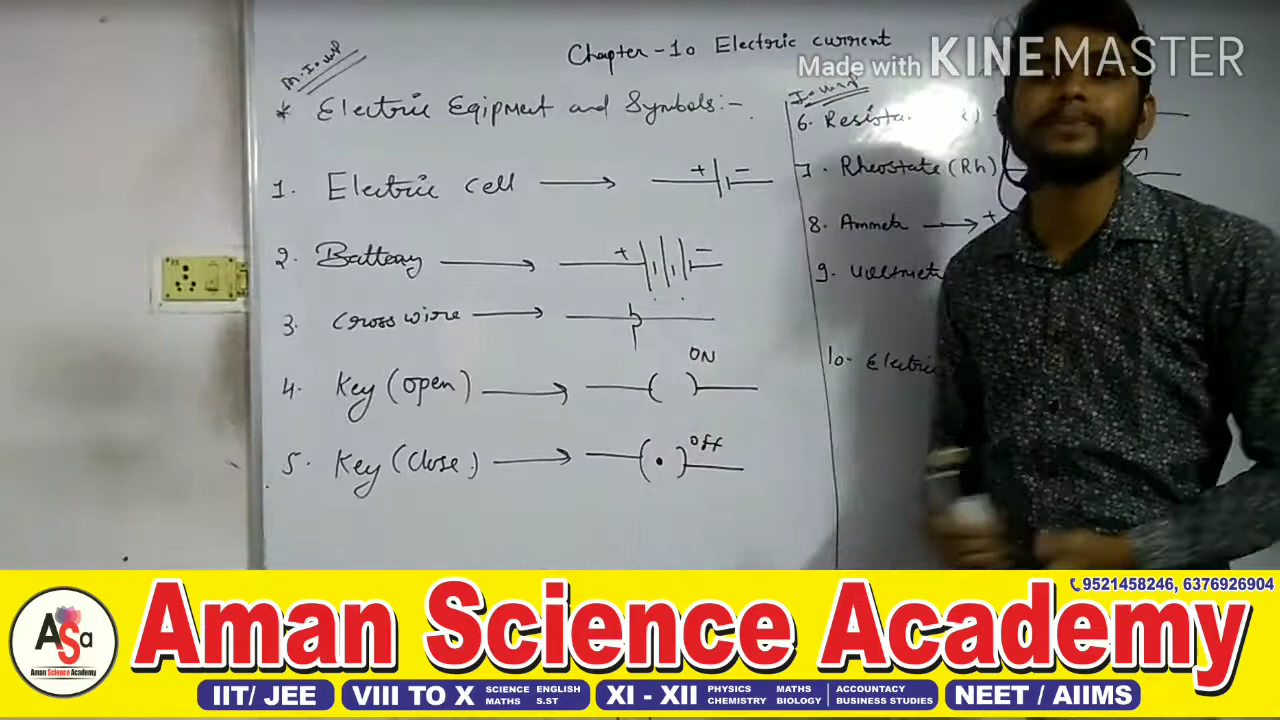 Chapter - 10 Electric current
Made with KINEMASTER
M.I.
* Electric Eqipment and Symbols:-
1. Electric cell → + -
2. Battery → + -
3. Cross wire →
4. Key (open) → ( ) ON
5. Key (Close.) → ( • ) Off
6. Resista
7. Rheostate (Rh)
8. Ammete → +
9. Voltmete
10. Electric
9521458246, 6376926904
ASa
Aman Science Academy
Aman Science Academy
IIT/ JEE
VIII TO X SCIENCE ENGLISH
MATHS S.ST
XI - XII PHYSICS MATHS ACCOUNTACY
CHEMISTRY BIOLOGY BUSINESS STUDIES
NEET / AIIMS